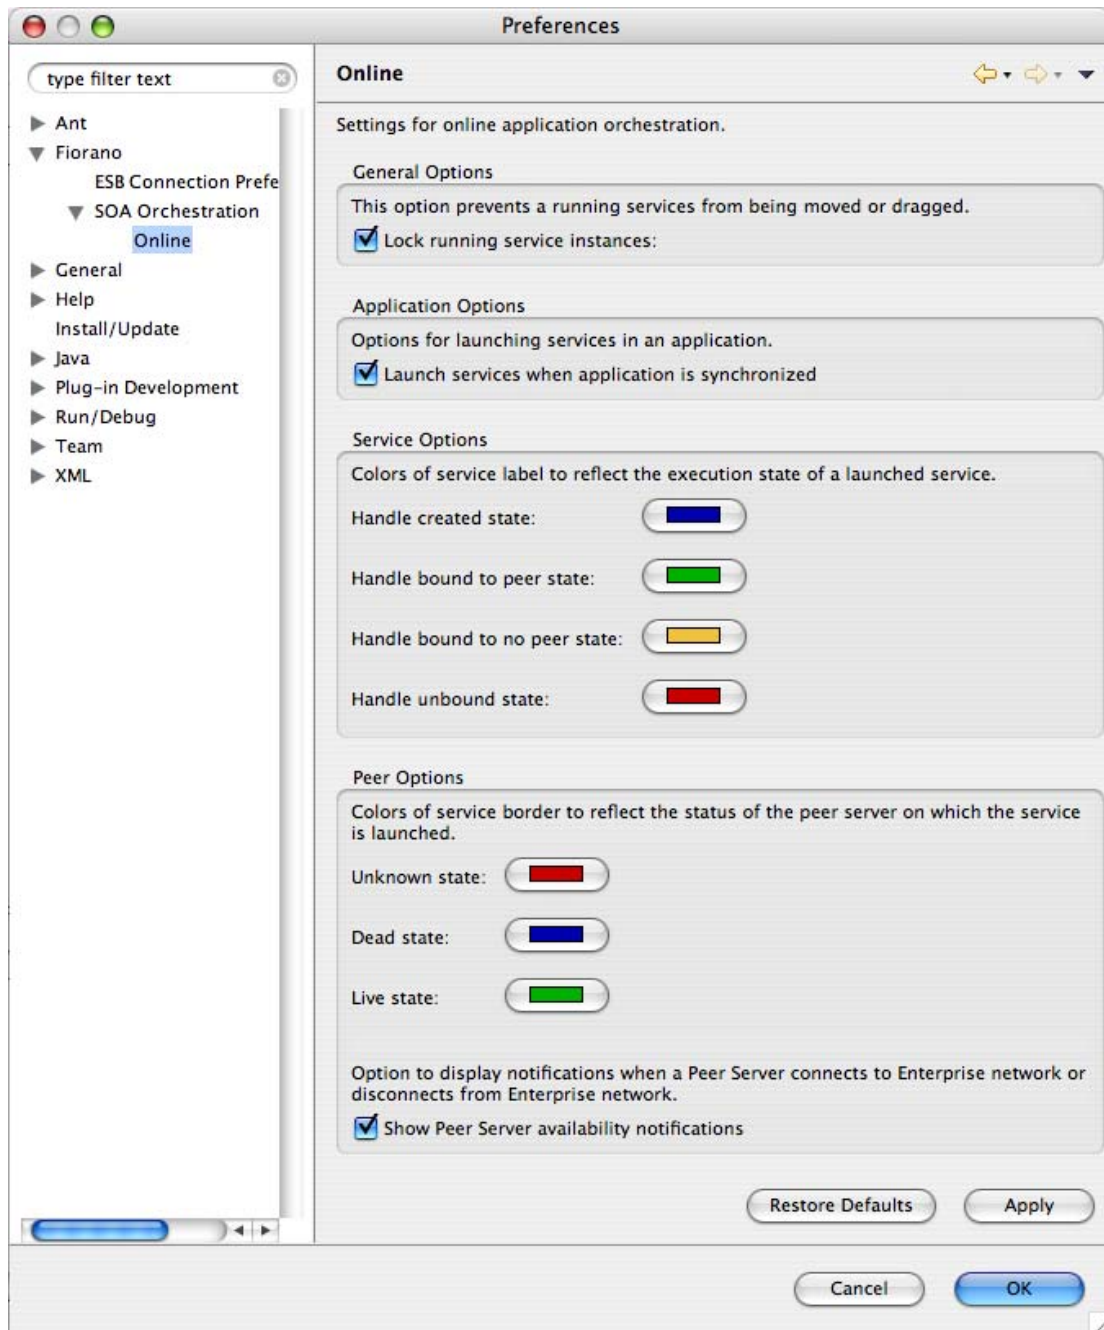 Preferences
type filter text
Ant
Fiorano
ESB Connection Prefe
SOA Orchestration
Online
General
Help
Install/Update
Java
Plug-in Development
Run/Debug
Team
XML
Online
Settings for online application orchestration.
General Options
This option prevents a running services from being moved or dragged.
Lock running service instances:
Application Options
Options for launching services in an application.
Launch services when application is synchronized
Service Options
Colors of service label to reflect the execution state of a launched service.
Handle created state:
Handle bound to peer state:
Handle bound to no peer state:
Handle unbound state:
Peer Options
Colors of service border to reflect the status of the peer server on which the service
is launched.
Unknown state:
Dead state:
Live state:
Option to display notifications when a Peer Server connects to Enterprise network or
disconnects from Enterprise network.
Show Peer Server availability notifications
Restore Defaults
Apply
Cancel
OK